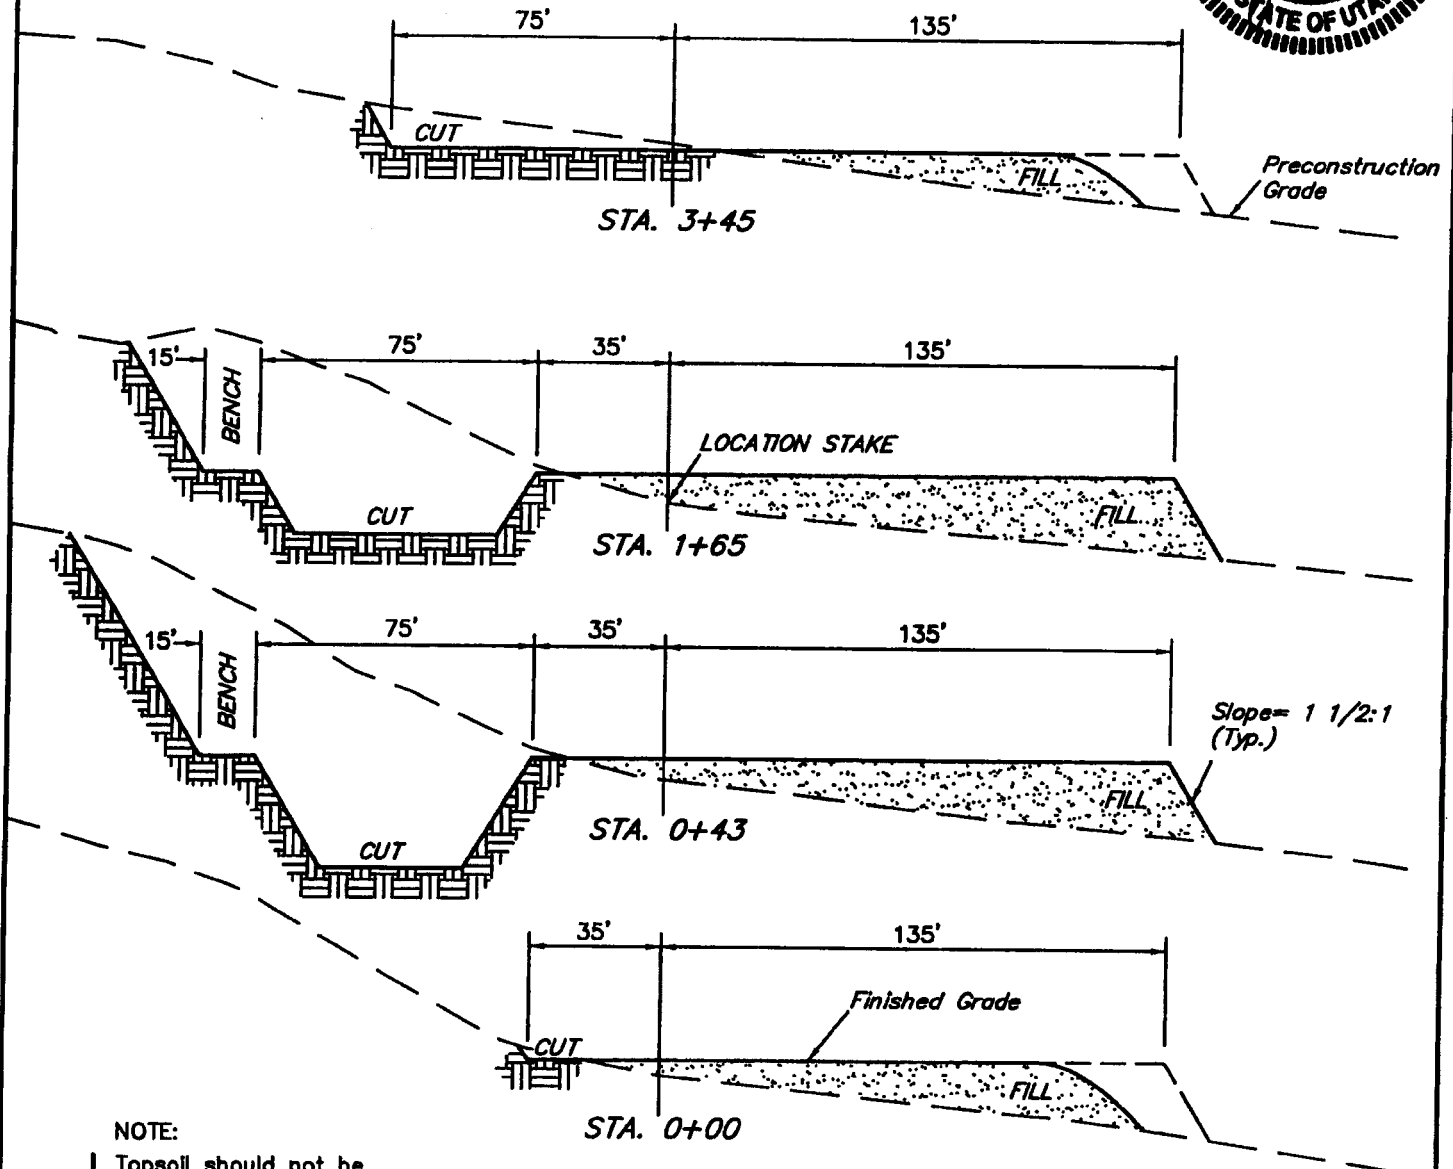 STATE OF UTAH
75'
135'
CUT
FILL
Preconstruction
Grade
STA. 3+45
15'
BENCH
75'
35'
135'
LOCATION STAKE
CUT
FILL
STA. 1+65
15'
BENCH
75'
35'
135'
Slope= 1 1/2:1
(Typ.)
CUT
FILL
STA. 0+43
35'
135'
Finished Grade
CUT
FILL
STA. 0+00
NOTE:
Topsoil should not be